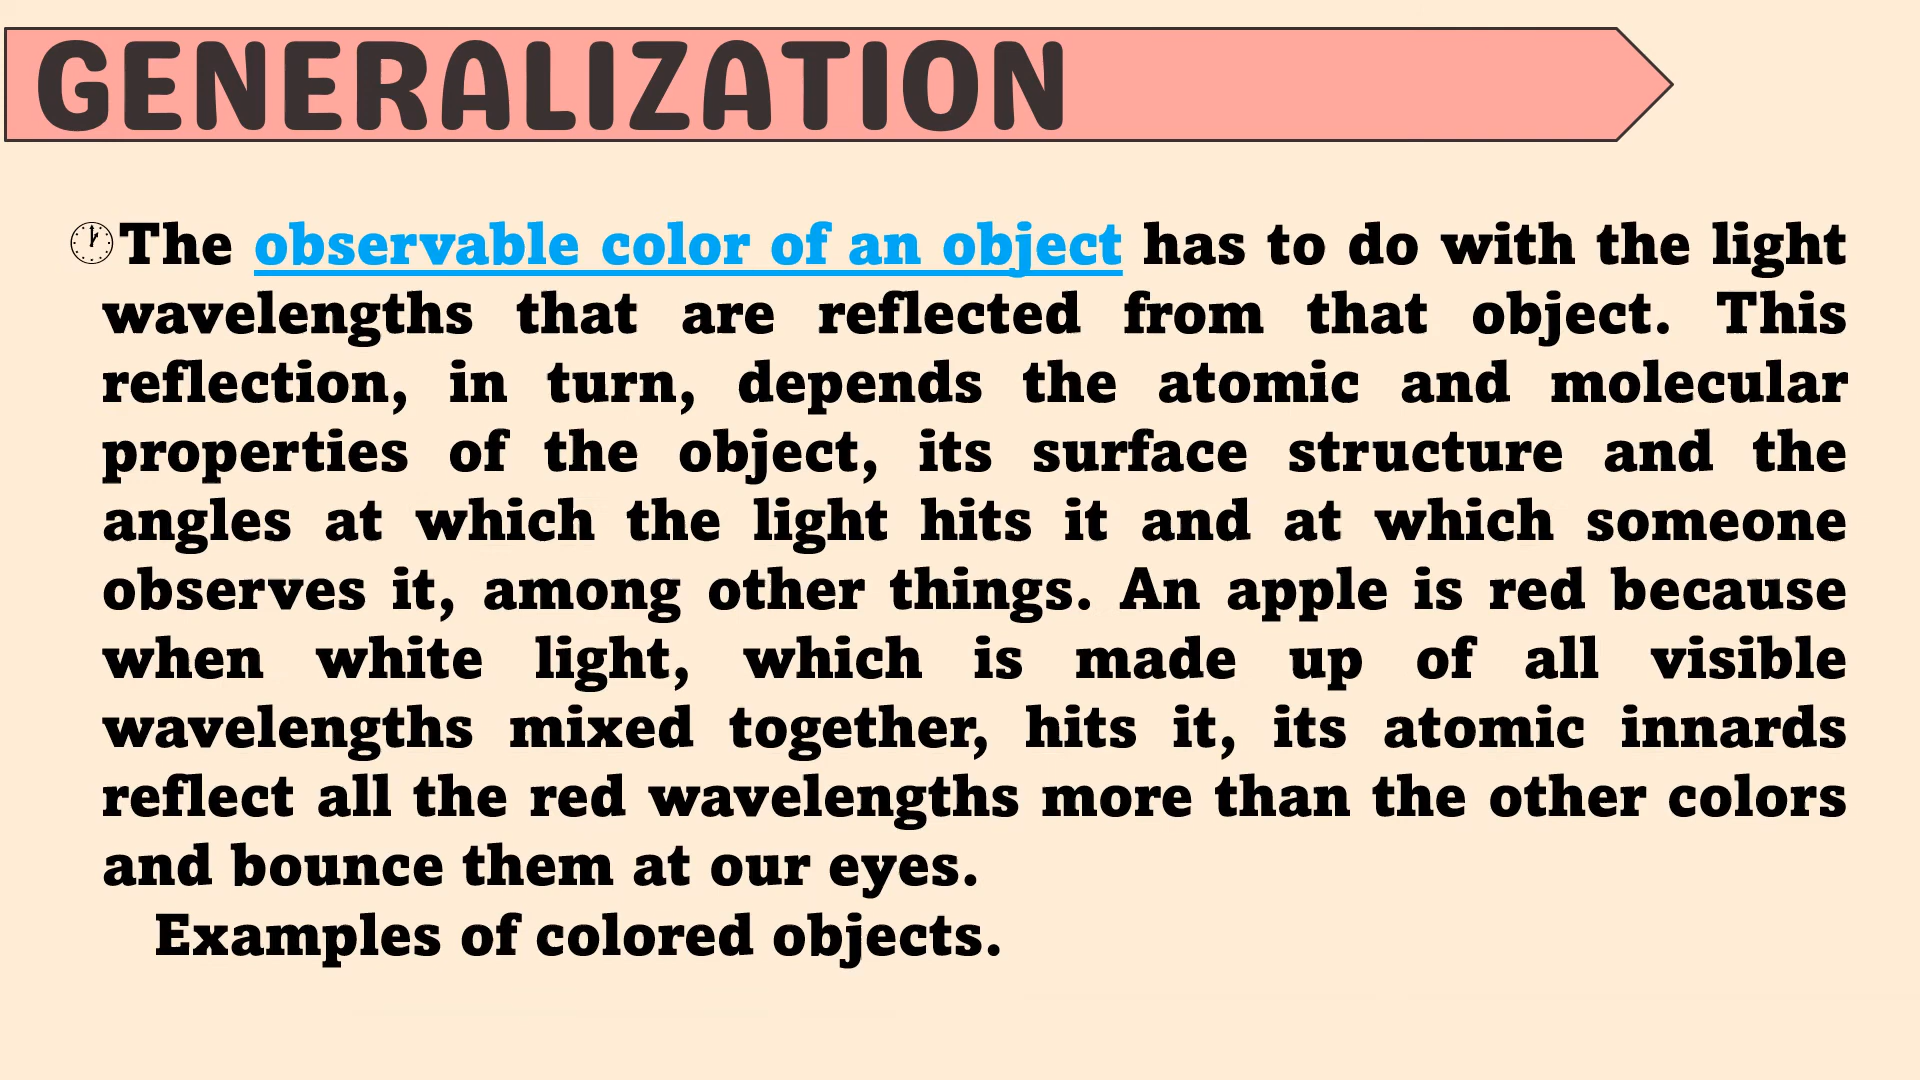 GENERALIZATION
The observable color of an object has to do with the light
wavelengths that are reflected from that object. This
reflection, in turn, depends the atomic and molecular
properties of the object, its surface structure and the
angles at which the light hits it and at which someone
observes it, among other things. An apple is red because
when white light, which is made up of all visible
wavelengths mixed together, hits it, its atomic innards
reflect all the red wavelengths more than the other colors
and bounce them at our eyes.
Examples of colored objects.